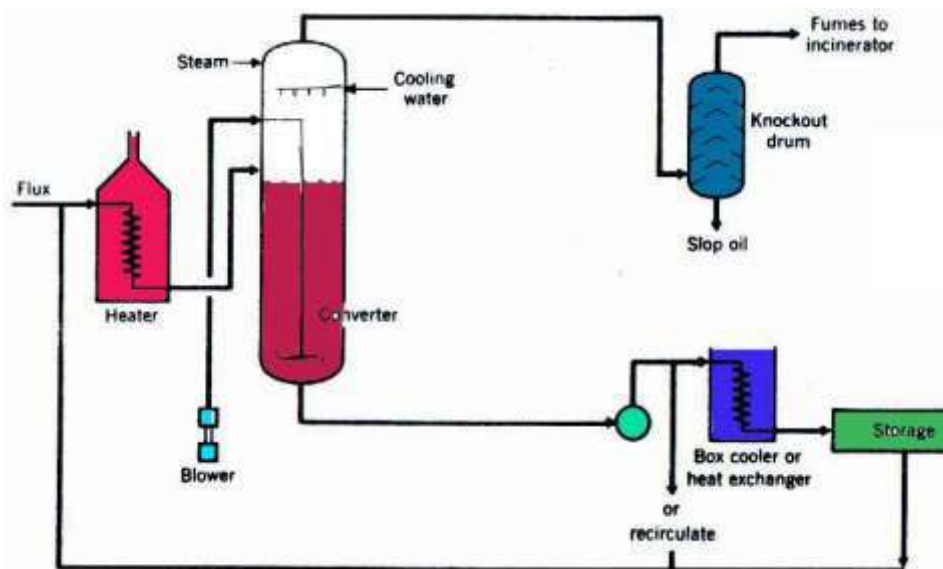 Fumes to
incinerator
Steam
Cooling
water
Knockout
drum
Flux
Slop oil
Heater
Converter
Storage
Blower
Box cooler or
heat exchanger
or
recirculate